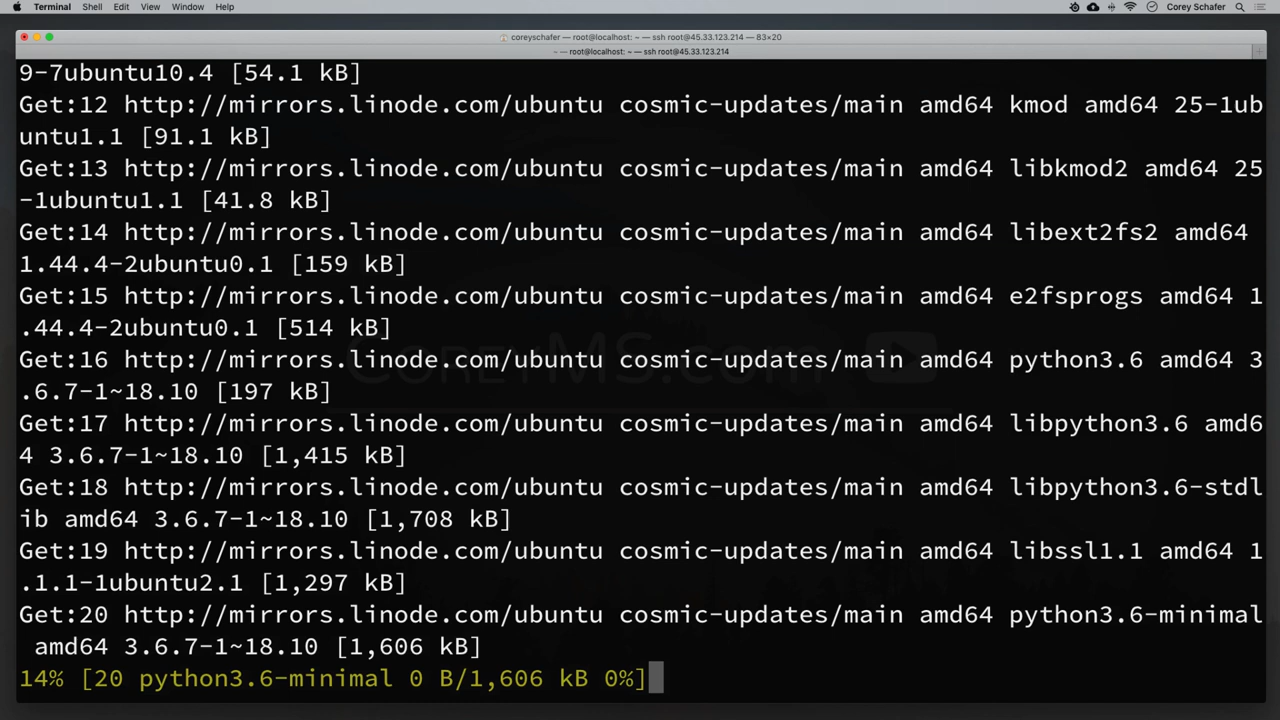 Terminal Shell Edit View Window Help Corey Schafer
coreyschafer — root@localhost: ~ — ssh root@45.33.123.214 — 83×20
~ — root@localhost: ~ — ssh root@45.33.123.214
9-7ubuntu10.4 [54.1 kB]
Get:12 http://mirrors.linode.com/ubuntu cosmic-updates/main amd64 kmod amd64 25-1ub
untu1.1 [91.1 kB]
Get:13 http://mirrors.linode.com/ubuntu cosmic-updates/main amd64 libkmod2 amd64 25
-1ubuntu1.1 [41.8 kB]
Get:14 http://mirrors.linode.com/ubuntu cosmic-updates/main amd64 libext2fs2 amd64
1.44.4-2ubuntu0.1 [159 kB]
Get:15 http://mirrors.linode.com/ubuntu cosmic-updates/main amd64 e2fsprogs amd64 1
.44.4-2ubuntu0.1 [514 kB]
Get:16 http://mirrors.linode.com/ubuntu cosmic-updates/main amd64 python3.6 amd64 3
.6.7-1~18.10 [197 kB]
CoreyMS.com
Get:17 http://mirrors.linode.com/ubuntu cosmic-updates/main amd64 libpython3.6 amd6
4 3.6.7-1~18.10 [1,415 kB]
Get:18 http://mirrors.linode.com/ubuntu cosmic-updates/main amd64 libpython3.6-stdl
ib amd64 3.6.7-1~18.10 [1,708 kB]
Get:19 http://mirrors.linode.com/ubuntu cosmic-updates/main amd64 libssl1.1 amd64 1
.1.1-1ubuntu2.1 [1,297 kB]
Get:20 http://mirrors.linode.com/ubuntu cosmic-updates/main amd64 python3.6-minimal
amd64 3.6.7-1~18.10 [1,606 kB]
14% [20 python3.6-minimal 0 B/1,606 kB 0%]